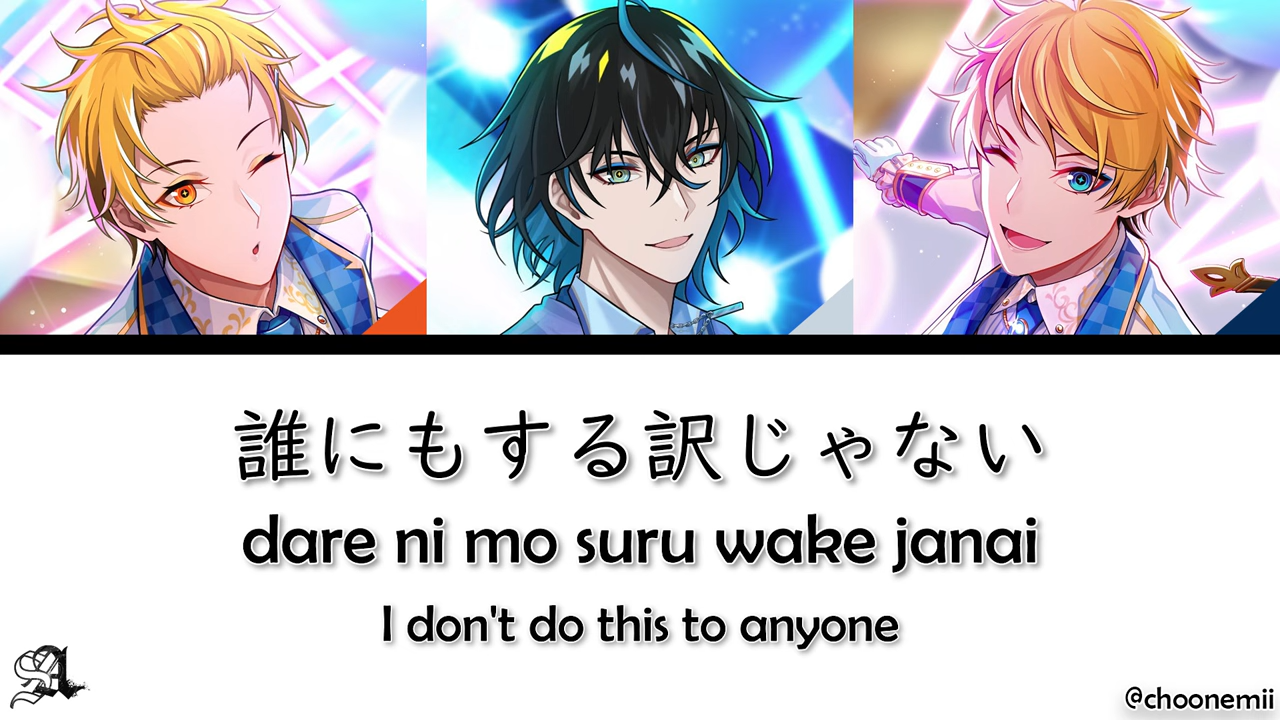 誰にもする訳じゃない
dare ni mo suru wake janai
I don't do this to anyone
@choonemii